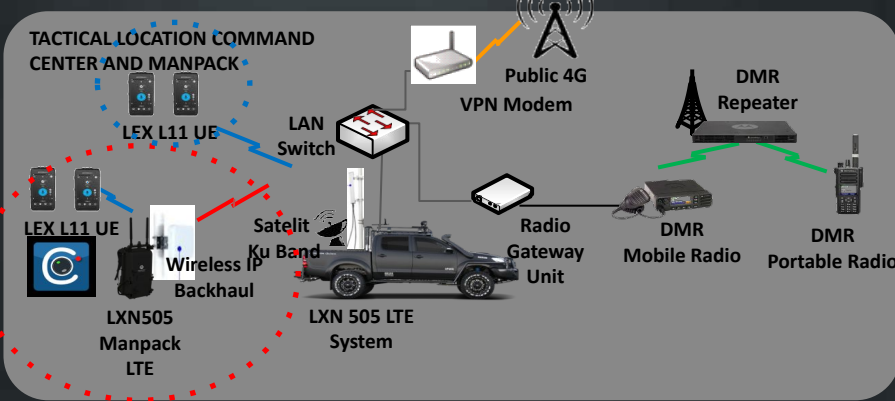 TACTICAL LOCATION COMMAND
CENTER AND MANPACK
LEX L11 UE
LEX L11 UE
LXN505
Manpack
LTE
Wireless IP
Backhaul
LAN
Switch
Satelit
Ku Band
LXN 505 LTE
System
Public 4G
VPN Modem
Radio
Gateway
Unit
DMR
Repeater
DMR
Mobile Radio
DMR
Portable Radio